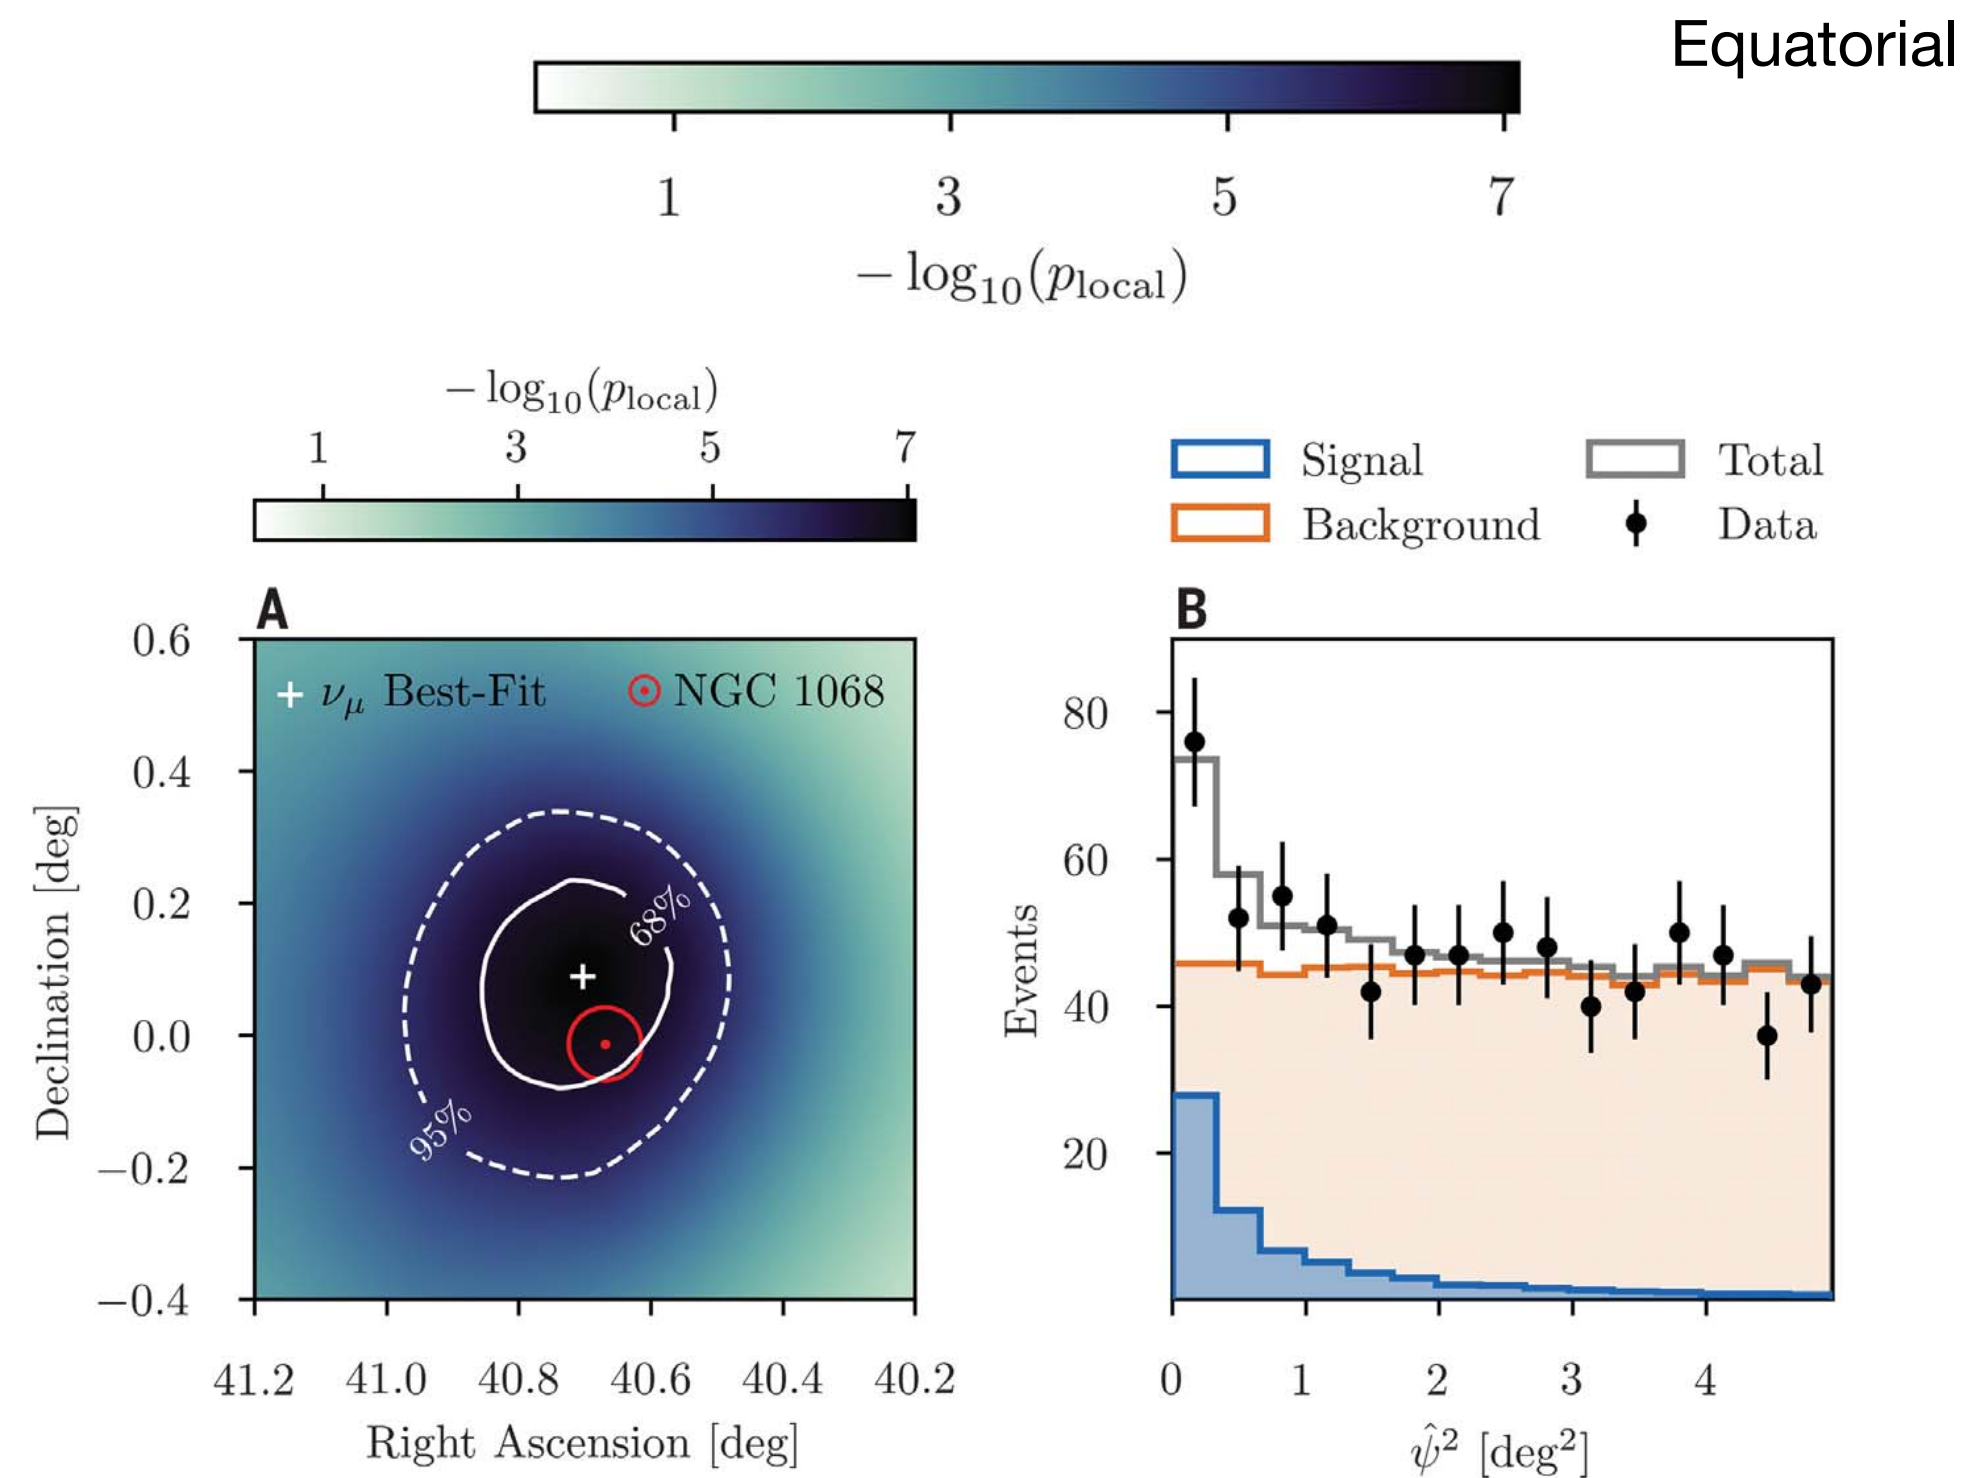 Equatorial
1 3 5 7
− log₁₀(p_local)
− log₁₀(p_local)
1 3 5 7
Signal Total
Background Data
A
B
+ ν_μ Best-Fit ⊙ NGC 1068
0.6
0.4
0.2
0.0
−0.2
−0.4
Declination [deg]
68%
95%
41.2 41.0 40.8 40.6 40.4 40.2
Right Ascension [deg]
80
60
40
20
Events
0 1 2 3 4
ψ̂² [deg²]